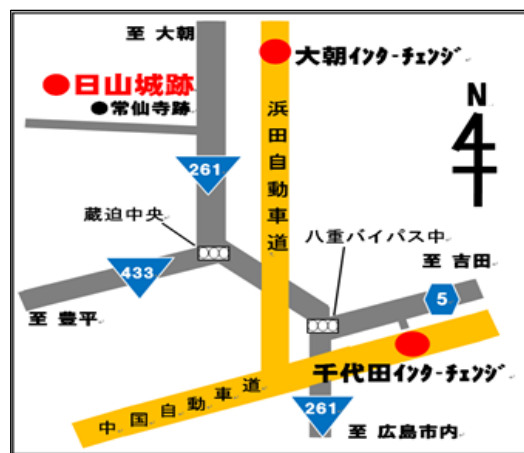 至 大朝
大朝インターチェンジ
日山城跡
常仙寺跡
N
浜田自動車道
261
蔵迫中央
八重バイパス中
433
至 吉田
5
至 豊平
千代田インターチェンジ
中国自動車道
261
至 広島市内